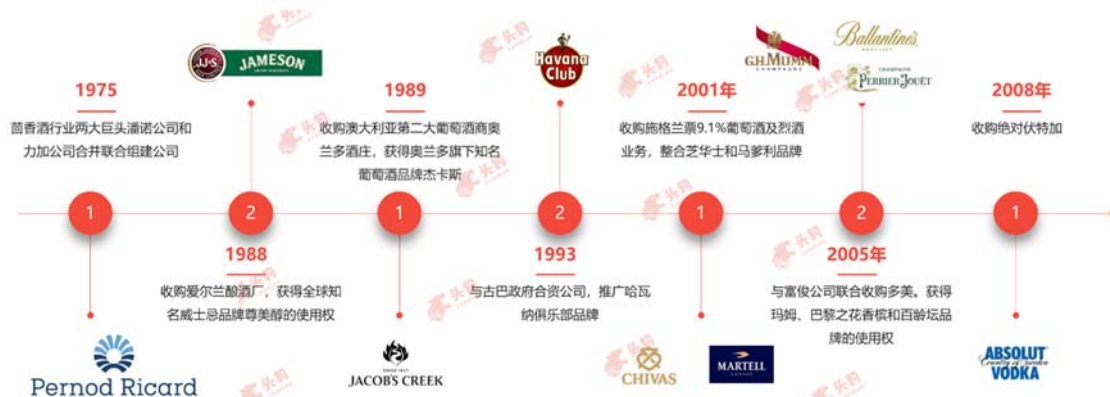 JJ&S
JAMESON
Havana
Club
G.H.MUMM
CHAMPAGNE
Ballantine's
CHAMPAGNE
PERRIER-JOUËT
1975
茴香酒行业两大巨头潘诺公司和
力加公司合并联合组建公司
1989
收购澳大利亚第二大葡萄酒商奥
兰多酒庄，获得奥兰多旗下知名
葡萄酒品牌杰卡斯
2001年
收购施格兰票9.1%葡萄酒及烈酒
业务，整合芝华士和马爹利品牌
2008年
收购绝对伏特加
1
2
1
2
1
2
1
1988
收购爱尔兰酿酒厂，获得全球知
名威士忌品牌尊美醇的使用权
1993
与古巴政府合资公司，推广哈瓦
纳俱乐部品牌
2005年
与富俊公司联合收购多美。获得
玛姆、巴黎之花香槟和百龄坛品
牌的使用权
Pernod Ricard
JACOB'S CREEK
CHIVAS
MARTELL
COGNAC
ABSOLUT
Country of Sweden
VODKA
头豹